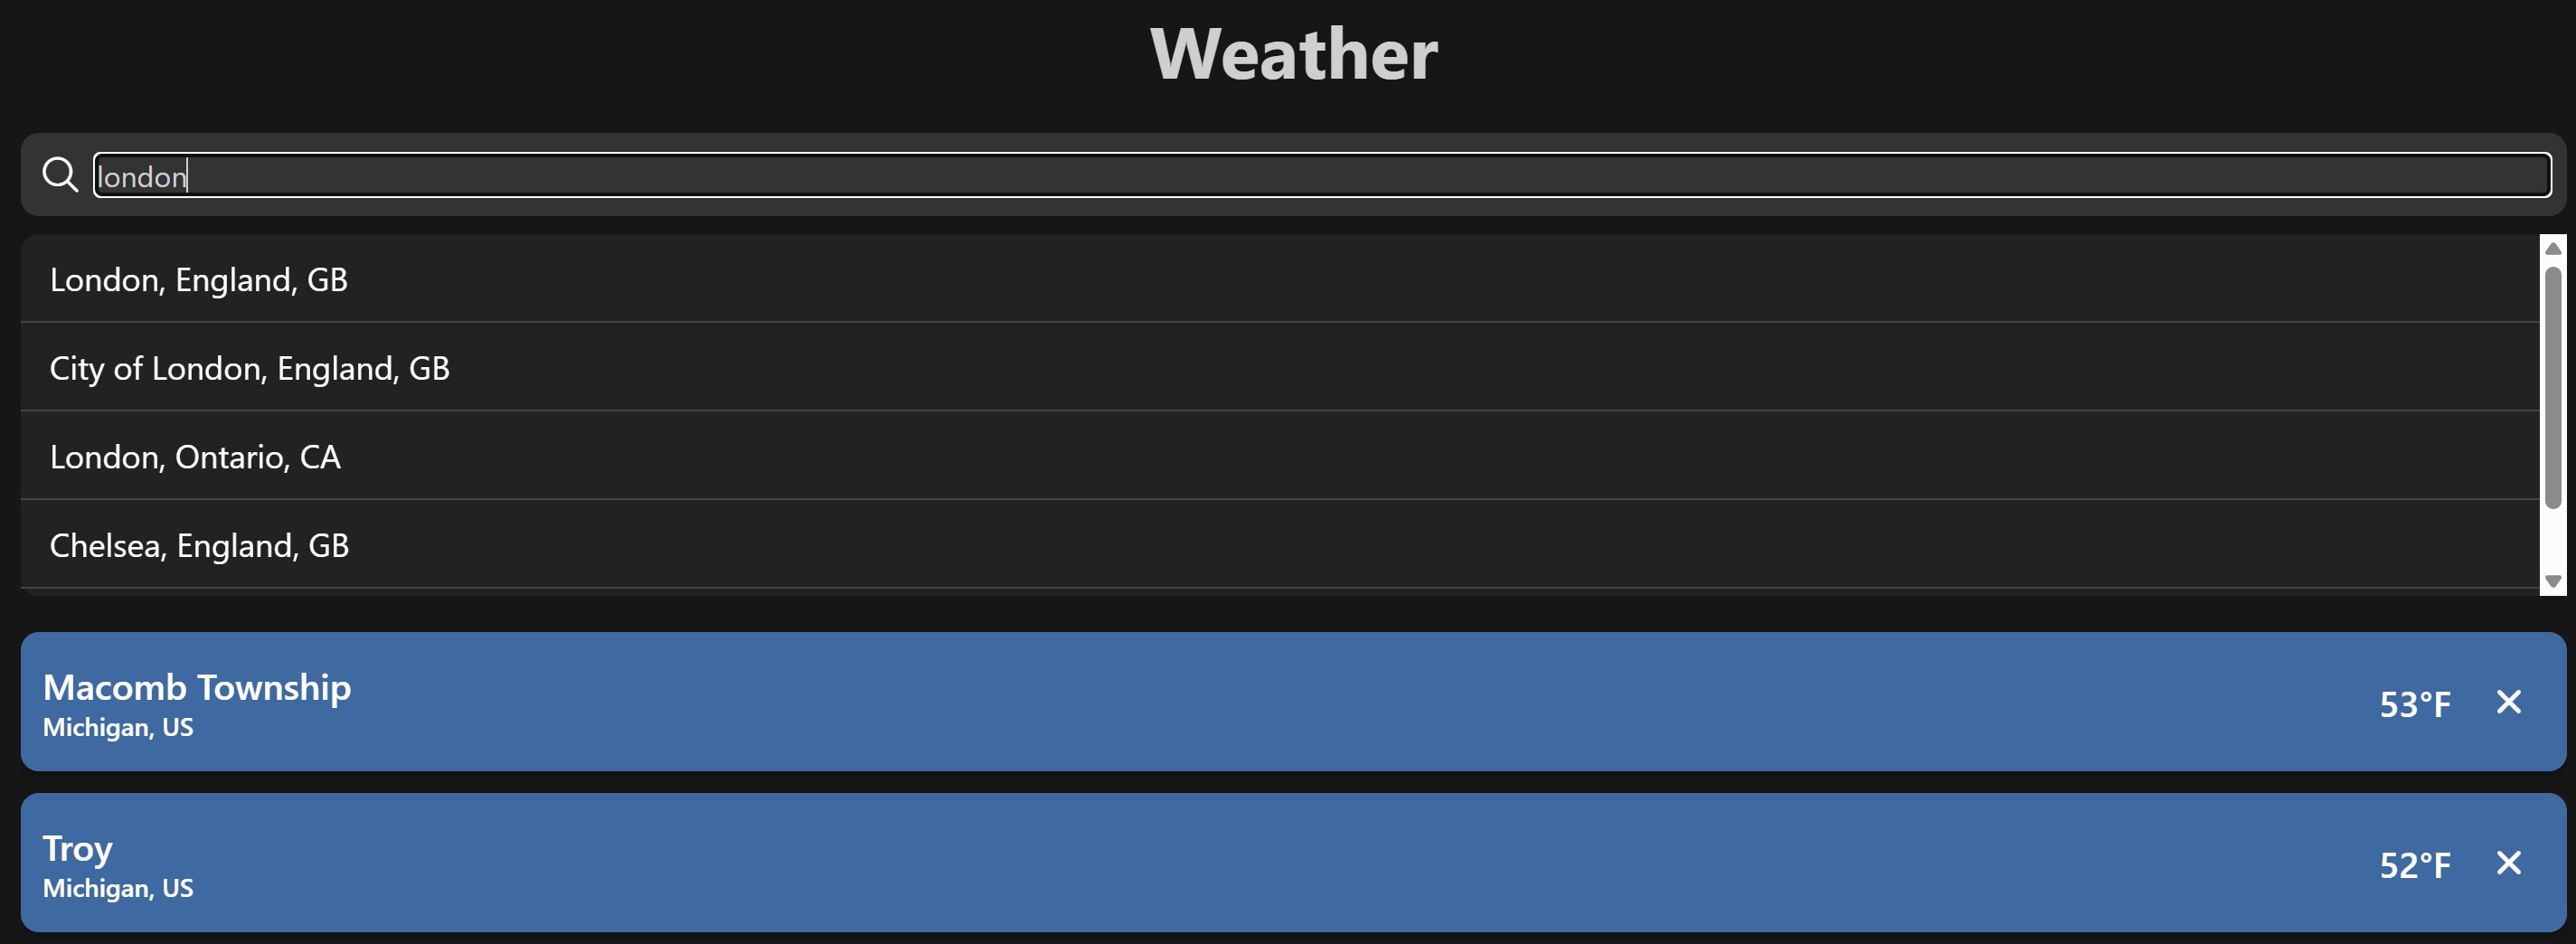 Weather
london
London, England, GB
City of London, England, GB
London, Ontario, CA
Chelsea, England, GB
Macomb Township
Michigan, US
53°F
Troy
Michigan, US
52°F